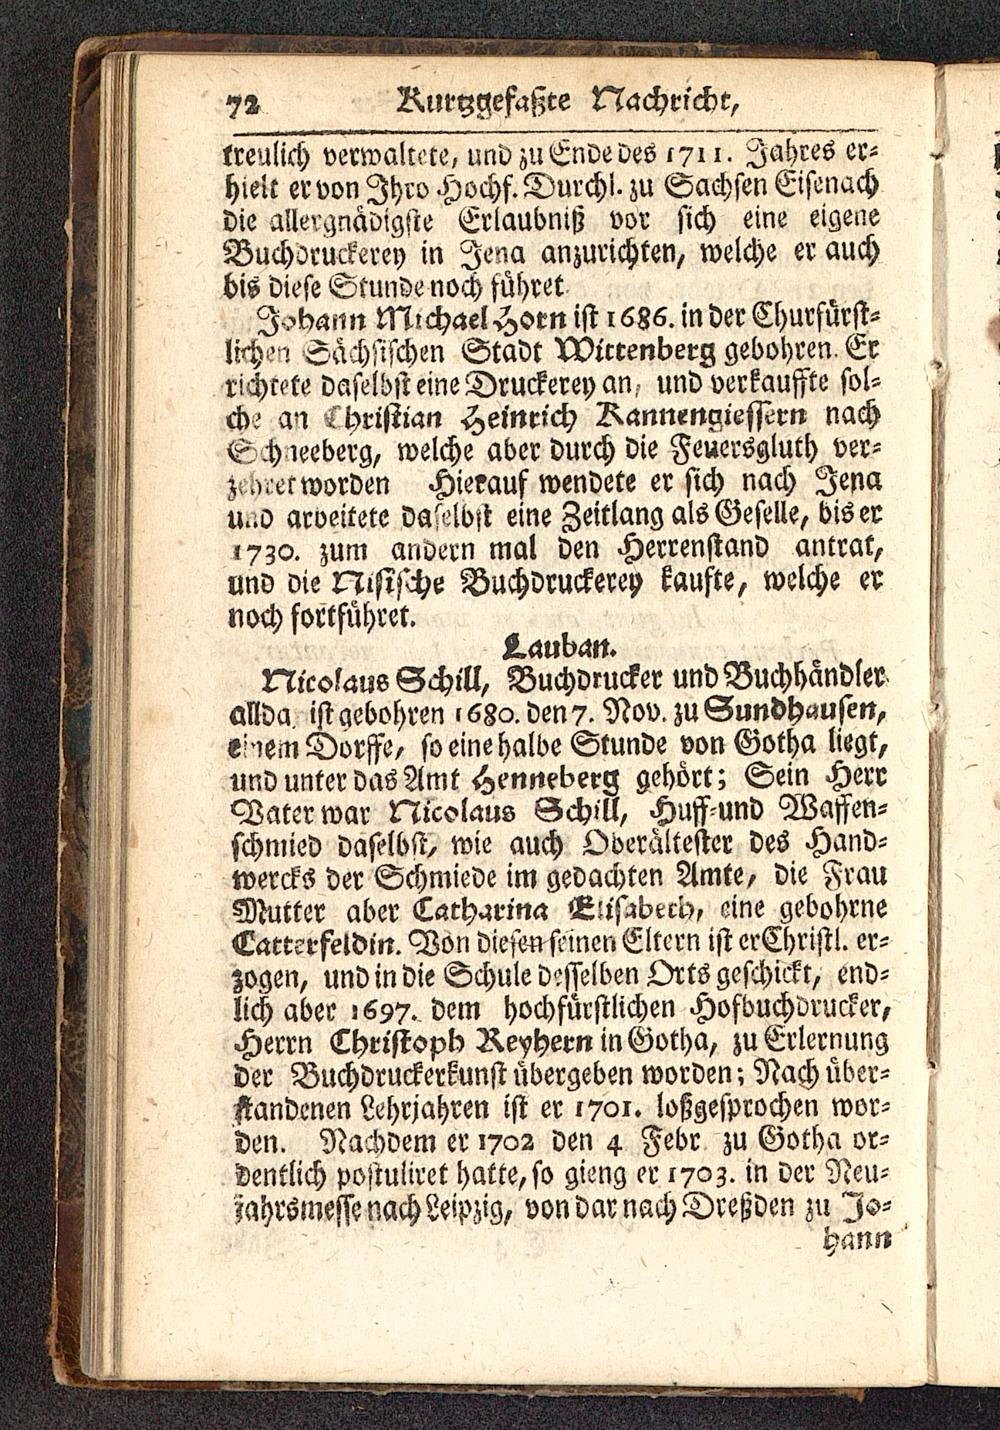 72 Kurtzgefaßte Nachricht,
treulich verwaltete, und zu Ende des 1711. Jahres er-
hielt er von Ihro Hochf. Durchl. zu Sachsen Eisenach
die allergnädigste Erlaubniß vor sich eine eigene
Buchdruckerey in Jena anzurichten, welche er auch
bis diese Stunde noch führet.
Johann Michael Horn ist 1686. in der Churfürst-
lichen Sächsischen Stadt Wittenberg gebohren. Er
richtete daselbst eine Druckerey an, und verkauffte sol-
che an Christian Heinrich Kannengiessern nach
Schneeberg, welche aber durch die Feuersgluth ver-
zehret worden Hierauf wendete er sich nach Jena
und arbeitete daselbst eine Zeitlang als Geselle, bis er
1730. zum andern mal den Herrenstand antrat,
und die Nisische Buchdruckerey kaufte, welche er
noch fortführet.
Lauban.
Nicolaus Schill, Buchdrucker und Buchhändler
allda, ist gebohren 1680. den 7. Nov. zu Sundhausen,
einem Dorffe, so eine halbe Stunde von Gotha liegt,
und unter das Amt Henneberg gehört; Sein Herr
Vater war Nicolaus Schill, Huff-und Waffen-
schmied daselbst, wie auch Oberältester des Hand-
wercks der Schmiede im gedachten Amte, die Frau
Mutter aber Catharina Elisabeth, eine gebohrne
Catterfeldin. Von diesen seinen Eltern ist er Christl. er-
zogen, und in die Schule desselben Orts geschickt, end-
lich aber 1697. dem hochfürstlichen Hofbuchdrucker,
Herrn Christoph Reyhern in Gotha, zu Erlernung
der Buchdruckerkunst übergeben worden; Nach über-
standenen Lehrjahren ist er 1701. loßgesprochen wor-
den. Nachdem er 1702 den 4 Febr. zu Gotha or-
dentlich postuliret hatte, so gieng er 1703. in der Neu-
jahrsmesse nach Leipzig, von dar nach Dreßden zu Jo-
hann